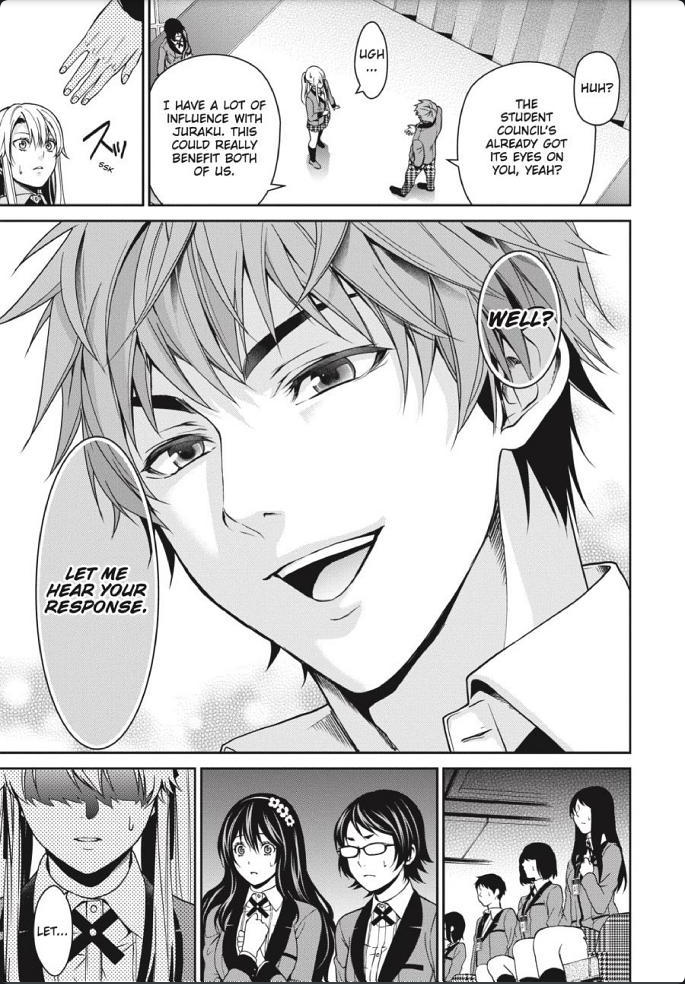 HUH?
THE
STUDENT
COUNCIL'S
ALREADY GOT
ITS EYES ON
YOU, YEAH?
UGH
...
I HAVE A LOT OF
INFLUENCE WITH
JURAKU. THIS
COULD REALLY
BENEFIT BOTH
OF US.
スッ
SSK
WELL?
LET ME
HEAR YOUR
RESPONSE.
LET...